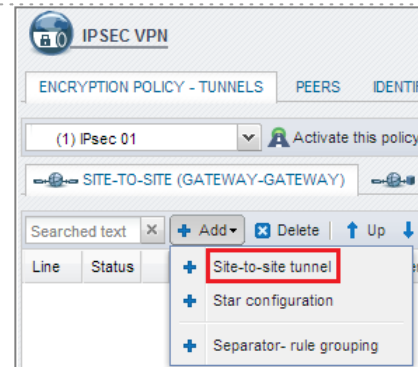 IPSEC VPN
ENCRYPTION POLICY - TUNNELS PEERS
(1) IPsec 01 Activate this policy
SITE-TO-SITE (GATEWAY-GATEWAY)
Searched text Add Delete Up
Line Status
Site-to-site tunnel
Star configuration
Separator- rule grouping